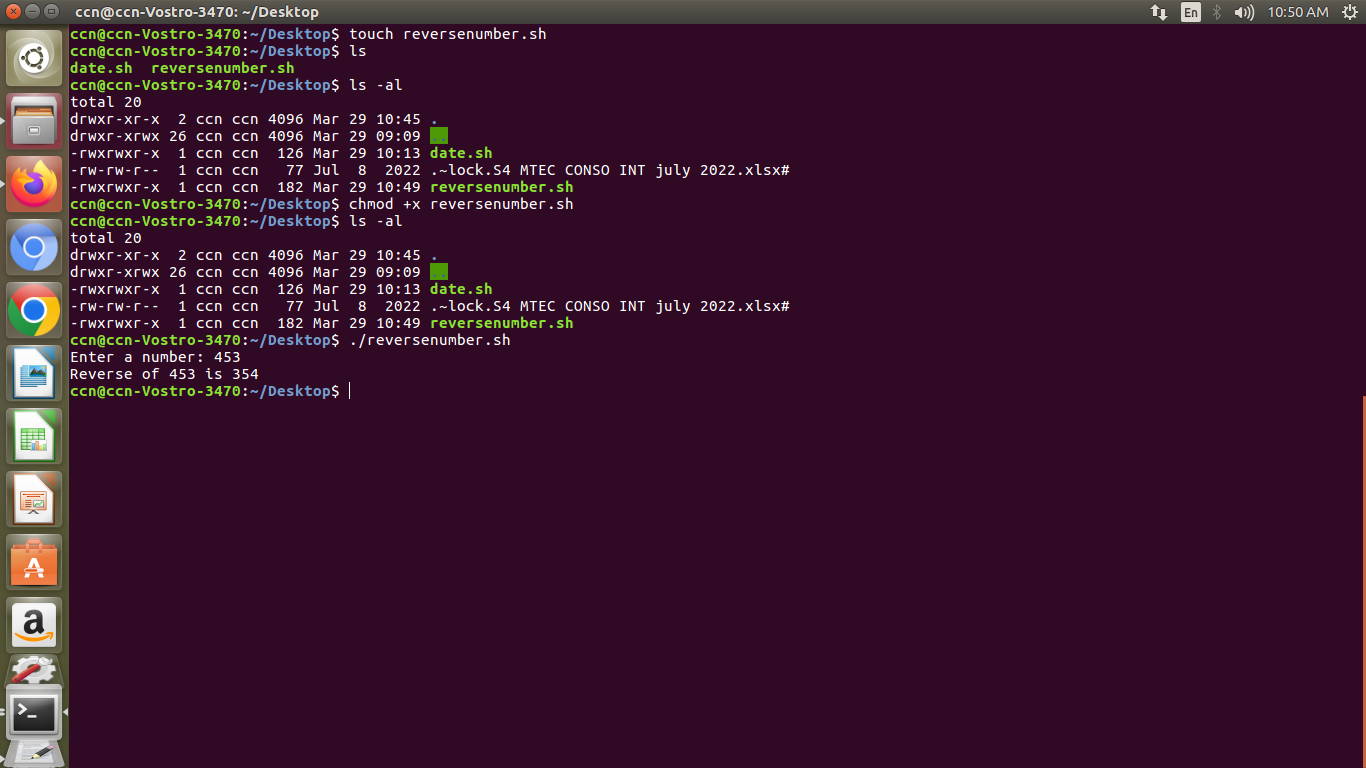 ccn@ccn-Vostro-3470: ~/Desktop
En
10:50 AM
ccn@ccn-Vostro-3470:~/Desktop$ touch reversenumber.sh
ccn@ccn-Vostro-3470:~/Desktop$ ls
date.sh  reversenumber.sh
ccn@ccn-Vostro-3470:~/Desktop$ ls -al
total 20
drwxr-xr-x  2 ccn ccn 4096 Mar 29 10:45 .
drwxr-xrwx 26 ccn ccn 4096 Mar 29 09:09 ..
-rwxrwxr-x  1 ccn ccn  126 Mar 29 10:13 date.sh
-rw-rw-r--  1 ccn ccn   77 Jul  8  2022 .~lock.S4 MTEC CONSO INT july 2022.xlsx#
-rwxrwxr-x  1 ccn ccn  182 Mar 29 10:49 reversenumber.sh
ccn@ccn-Vostro-3470:~/Desktop$ chmod +x reversenumber.sh
ccn@ccn-Vostro-3470:~/Desktop$ ls -al
total 20
drwxr-xr-x  2 ccn ccn 4096 Mar 29 10:45 .
drwxr-xrwx 26 ccn ccn 4096 Mar 29 09:09 ..
-rwxrwxr-x  1 ccn ccn  126 Mar 29 10:13 date.sh
-rw-rw-r--  1 ccn ccn   77 Jul  8  2022 .~lock.S4 MTEC CONSO INT july 2022.xlsx#
-rwxrwxr-x  1 ccn ccn  182 Mar 29 10:49 reversenumber.sh
ccn@ccn-Vostro-3470:~/Desktop$ ./reversenumber.sh
Enter a number: 453
Reverse of 453 is 354
ccn@ccn-Vostro-3470:~/Desktop$